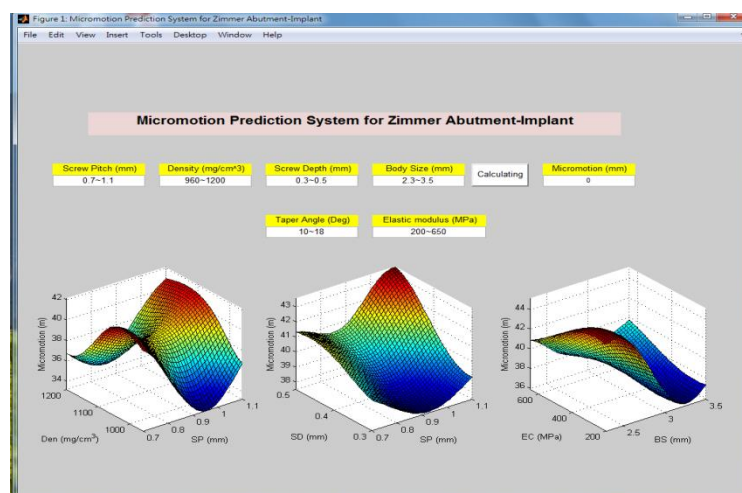 Figure 1: Micromotion Prediction System for Zimmer Abutment-Implant
File Edit View Insert Tools Desktop Window Help
Micromotion Prediction System for Zimmer Abutment-Implant
Screw Pitch (mm) Density (mg/cm^3) Screw Depth (mm) Body Size (mm) Calculating Micromotion (mm)
0.7~1.1 960~1200 0.3~0.5 2.3~3.5 0
Taper Angle (Deg) Elastic modulus (MPa)
10~18 200~650
Micromotion (m)
42
40
38
36
34
1200
1100
1000
Den (mg/cm³)
0.7 0.8 0.9 1 1.1
SP (mm)
Micromotion (m)
43
42
41
40
39
38
0.5
0.4
0.3
SD (mm)
0.7 0.8 0.9 1 1.1
SP (mm)
Micromotion (m)
44
42
40
38
36
600
400
200
EC (MPa)
2.5 3 3.5
BS (mm)